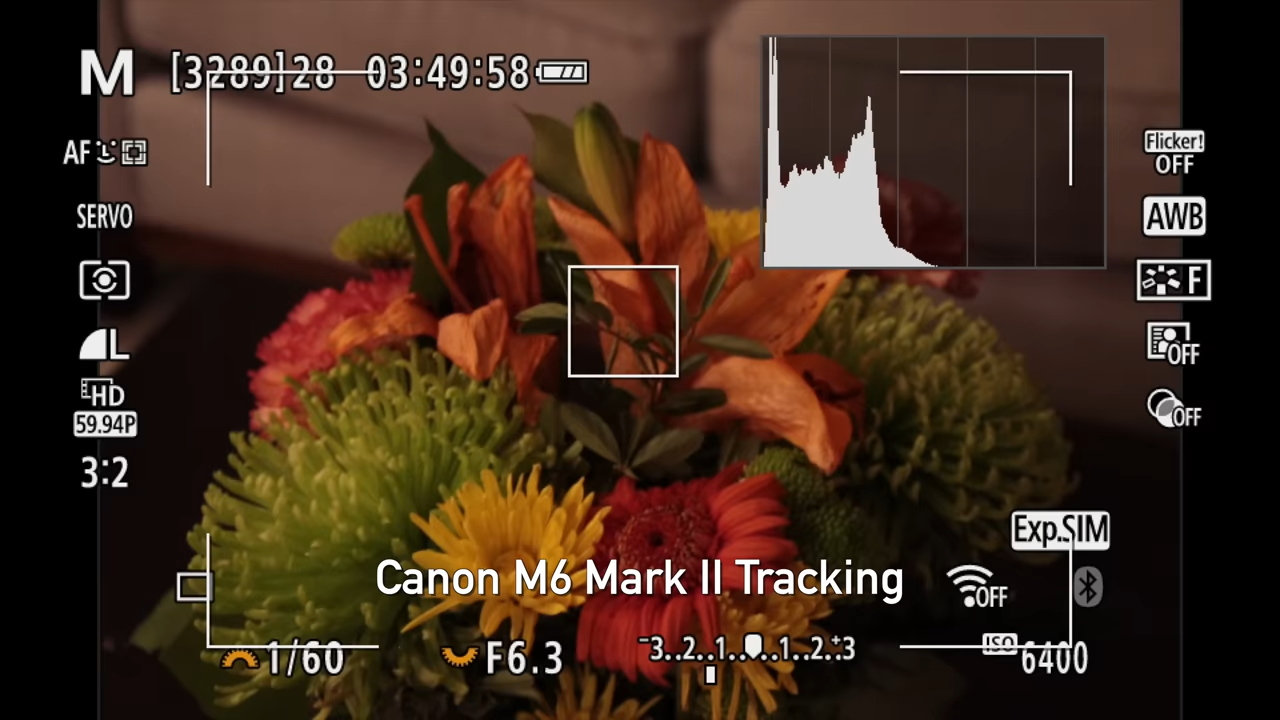 M [3289]28 03:49:58
AF
Flicker!
OFF
SERVO
AWB
F
L
OFF
HD
59.94P
OFF
3:2
Exp.SIM
Canon M6 Mark II Tracking
OFF
1/60 F6.3 -3..2..1..0..1..2.+3 ISO 6400